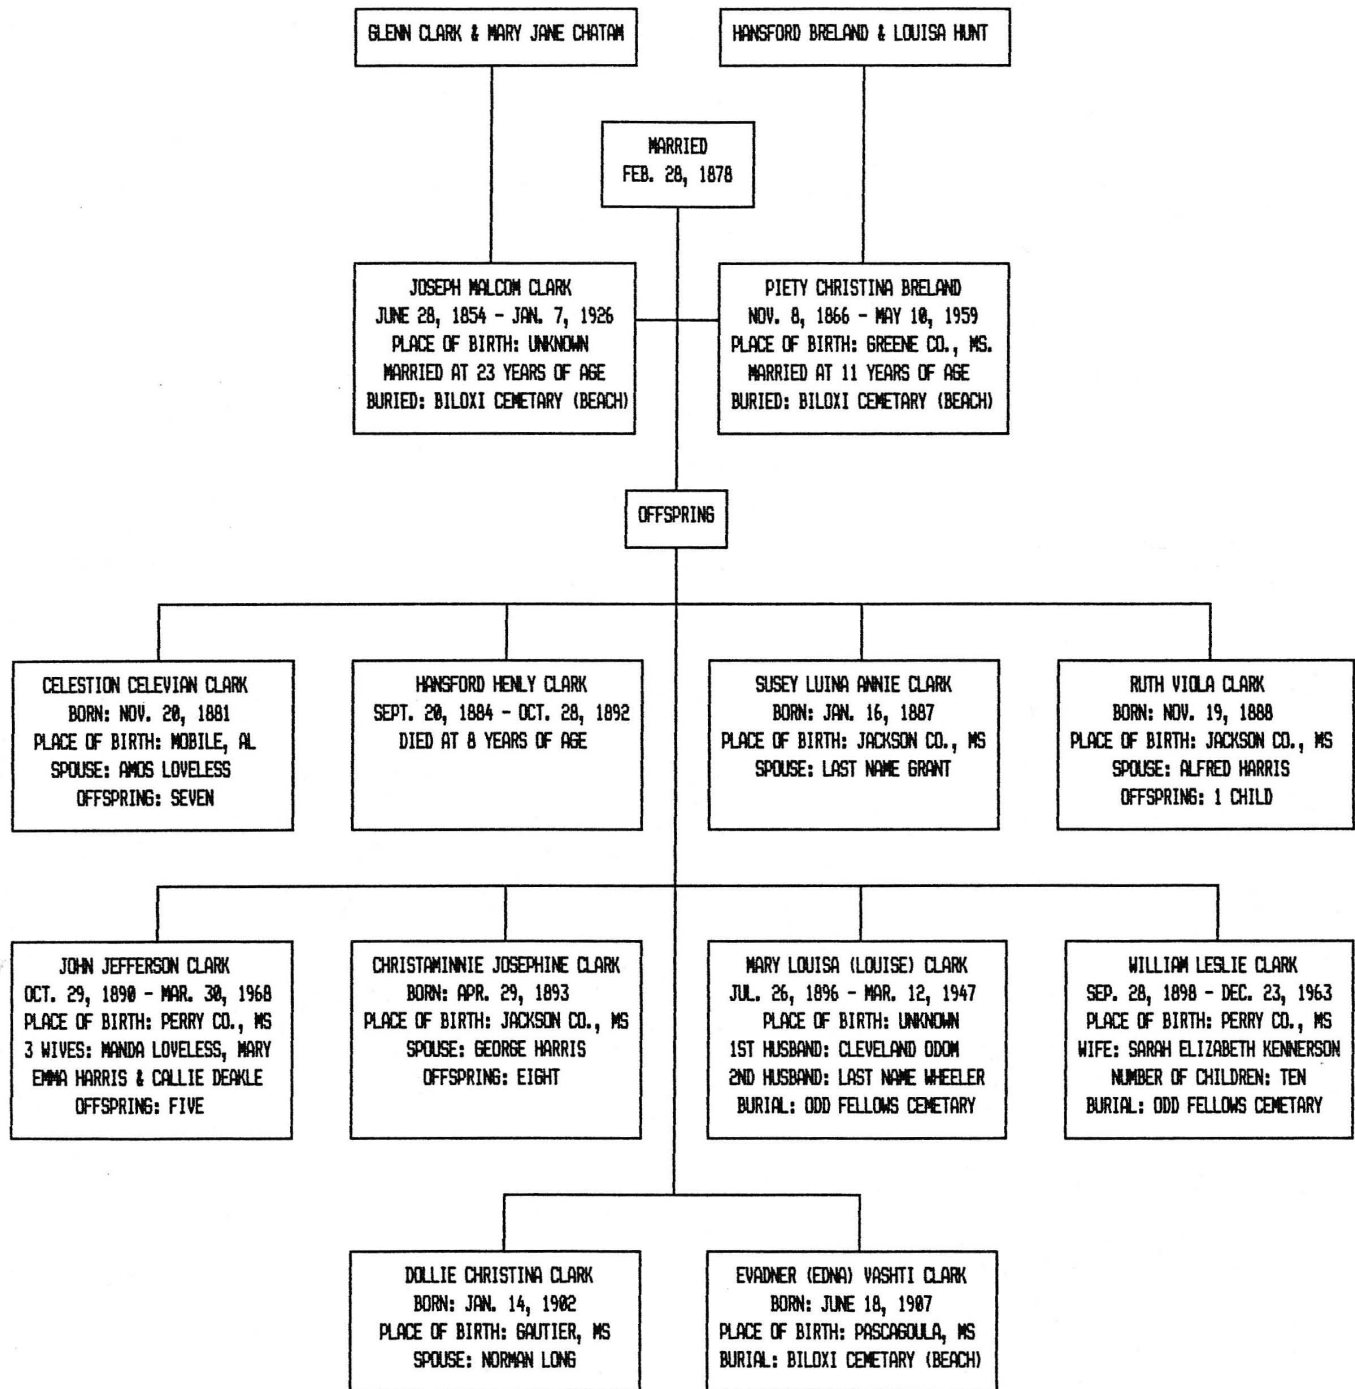 GLENN CLARK & MARY JANE CHATAM
HANSFORD BRELAND & LOUISA HUNT
MARRIED
FEB. 28, 1878
JOSEPH MALCOM CLARK
JUNE 28, 1854 - JAN. 7, 1926
PLACE OF BIRTH: UNKNOWN
MARRIED AT 23 YEARS OF AGE
BURIED: BILOXI CEMETARY (BEACH)
PIETY CHRISTINA BRELAND
NOV. 8, 1866 - MAY 10, 1959
PLACE OF BIRTH: GREENE CO., MS.
MARRIED AT 11 YEARS OF AGE
BURIED: BILOXI CEMETARY (BEACH)
OFFSPRING
CELESTION CELEVIAN CLARK
BORN: NOV. 20, 1881
PLACE OF BIRTH: MOBILE, AL
SPOUSE: AMOS LOVELESS
OFFSPRING: SEVEN
HANSFORD HENLY CLARK
SEPT. 20, 1884 - OCT. 28, 1892
DIED AT 8 YEARS OF AGE
SUSEY LUINA ANNIE CLARK
BORN: JAN. 16, 1887
PLACE OF BIRTH: JACKSON CO., MS
SPOUSE: LAST NAME GRANT
RUTH VIOLA CLARK
BORN: NOV. 19, 1888
PLACE OF BIRTH: JACKSON CO., MS
SPOUSE: ALFRED HARRIS
OFFSPRING: 1 CHILD
JOHN JEFFERSON CLARK
OCT. 29, 1890 - MAR. 30, 1968
PLACE OF BIRTH: PERRY CO., MS
3 WIVES: MANDA LOVELESS, MARY
EMMA HARRIS & CALLIE DEAKLE
OFFSPRING: FIVE
CHRISTAMINNIE JOSEPHINE CLARK
BORN: APR. 29, 1893
PLACE OF BIRTH: JACKSON CO., MS
SPOUSE: GEORGE HARRIS
OFFSPRING: EIGHT
MARY LOUISA (LOUISE) CLARK
JUL. 26, 1896 - MAR. 12, 1947
PLACE OF BIRTH: UNKNOWN
1ST HUSBAND: CLEVELAND ODOM
2ND HUSBAND: LAST NAME WHEELER
BURIAL: ODD FELLOWS CEMETARY
WILLIAM LESLIE CLARK
SEP. 28, 1898 - DEC. 23, 1963
PLACE OF BIRTH: PERRY CO., MS
WIFE: SARAH ELIZABETH KENNERSON
NUMBER OF CHILDREN: TEN
BURIAL: ODD FELLOWS CEMETARY
DOLLIE CHRISTINA CLARK
BORN: JAN. 14, 1902
PLACE OF BIRTH: GAUTIER, MS
SPOUSE: NORMAN LONG
EVADNER (EDNA) VASHTI CLARK
BORN: JUNE 18, 1907
PLACE OF BIRTH: PASCAGOULA, MS
BURIAL: BILOXI CEMETARY (BEACH)